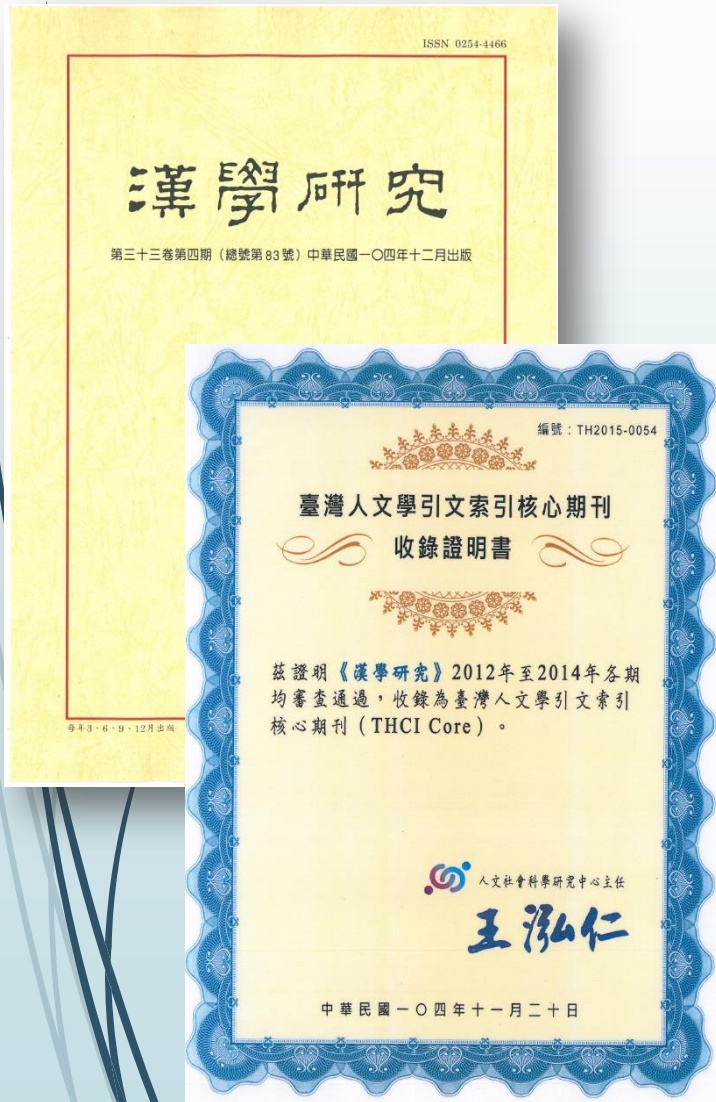 ISSN 0254-4466
漢學研究
第三十三卷第四期（總號第83號）中華民國一○四年十二月出版
每年3、6、9、12月出版
編號：TH2015-0054
臺灣人文學引文索引核心期刊
收錄證明書
茲證明《漢學研究》2012年至2014年各期
均審查通過，收錄為臺灣人文學引文索引
核心期刊（THCI Core）。
人文社會科學研究中心主任
王泓仁
中華民國一○四年十一月二十日